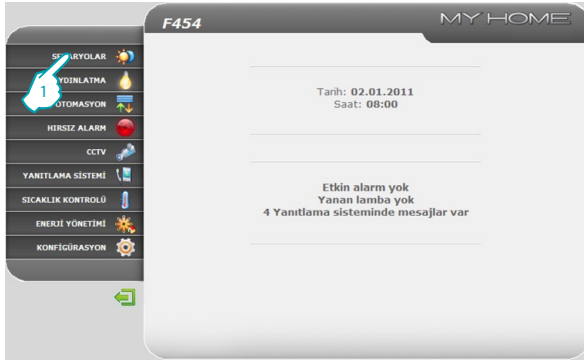 F454
MY HOME
1
OTOMASYON
HIRSIZ ALARM
CCTV
YANITLAMA SİSTEMİ
SICAKLIK KONTROLÜ
ENERJİ YÖNETİMİ
KONFİGÜRASYON
Tarih: 02.01.2011
Saat: 08:00
Etkin alarm yok
Yanan lamba yok
4 Yanıtlama sisteminde mesajlar var